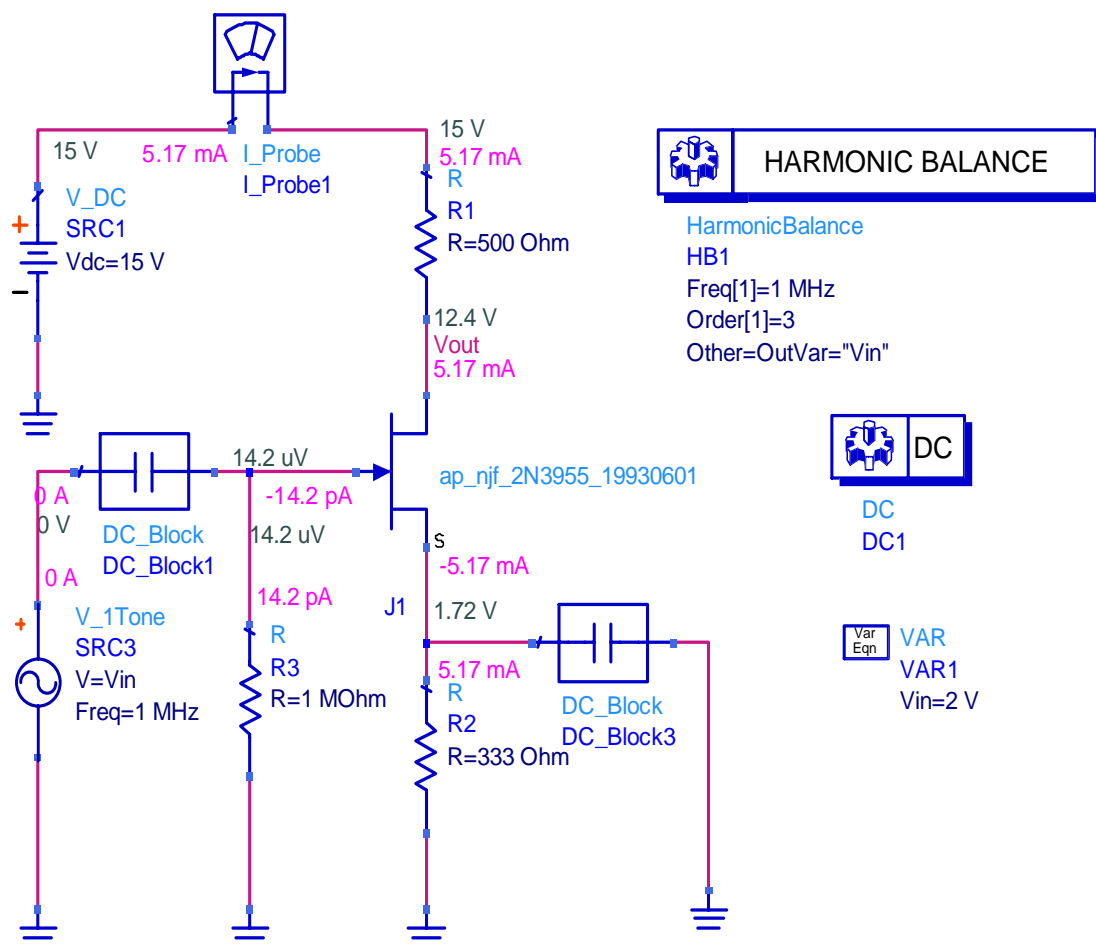 15 V
5.17 mA
I_Probe
I_Probe1
15 V
5.17 mA
V_DC
SRC1
Vdc=15 V
+
−
R
R1
R=500 Ohm
12.4 V
Vout
5.17 mA
HARMONIC BALANCE
HarmonicBalance
HB1
Freq[1]=1 MHz
Order[1]=3
Other=OutVar="Vin"
DC
DC
DC1
0 A
0 V
DC_Block
DC_Block1
14.2 uV
-14.2 pA
14.2 uV
ap_njf_2N3955_19930601
S
-5.17 mA
J1
1.72 V
5.17 mA
0 A
+
V_1Tone
SRC3
V=Vin
Freq=1 MHz
14.2 pA
R
R3
R=1 MOhm
R
R2
R=333 Ohm
DC_Block
DC_Block3
Var
Eqn
VAR
VAR1
Vin=2 V